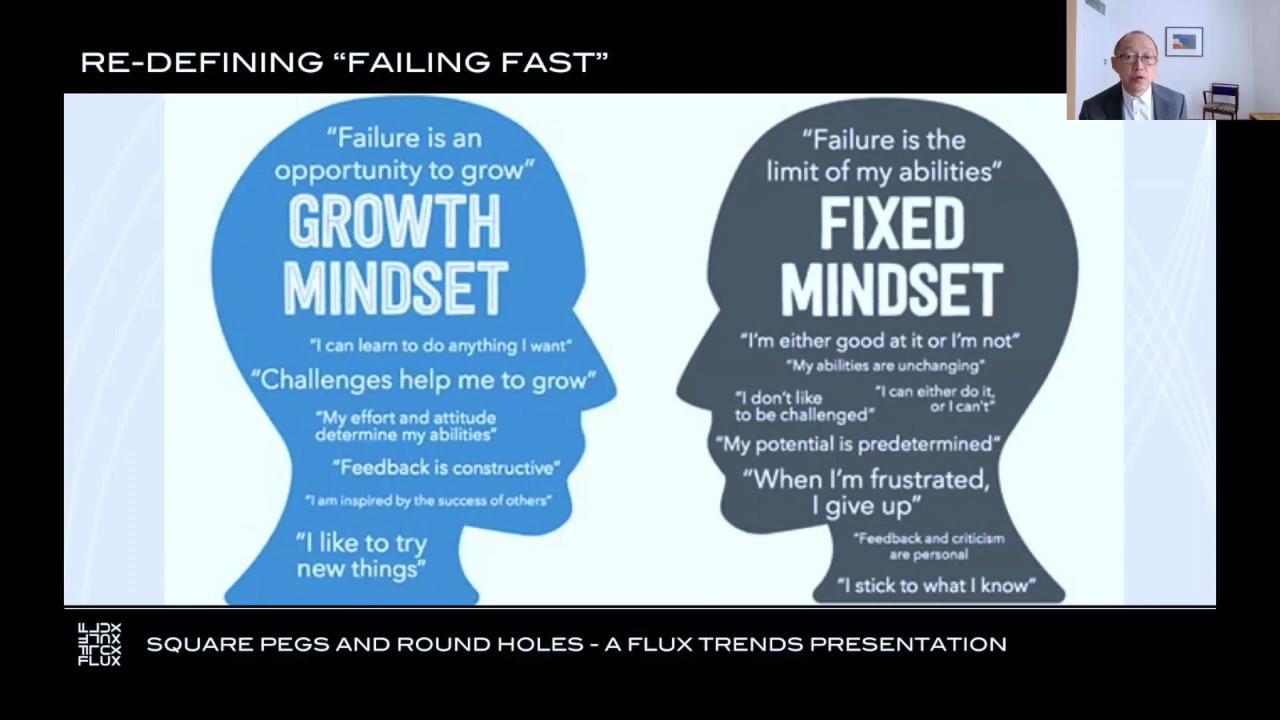 RE-DEFINING “FAILING FAST”
“Failure is an
opportunity to grow”
GROWTH
MINDSET
“I can learn to do anything I want”
“Challenges help me to grow”
“My effort and attitude
determine my abilities”
“Feedback is constructive”
“I am inspired by the success of others”
“I like to try
new things”
“Failure is the
limit of my abilities”
FIXED
MINDSET
“I’m either good at it or I’m not”
“My abilities are unchanging”
“I don’t like
to be challenged”
“I can either do it,
or I can’t”
“My potential is predetermined”
“When I’m frustrated,
I give up”
“Feedback and criticism
are personal
“I stick to what I know”
FLUX
SQUARE PEGS AND ROUND HOLES - A FLUX TRENDS PRESENTATION